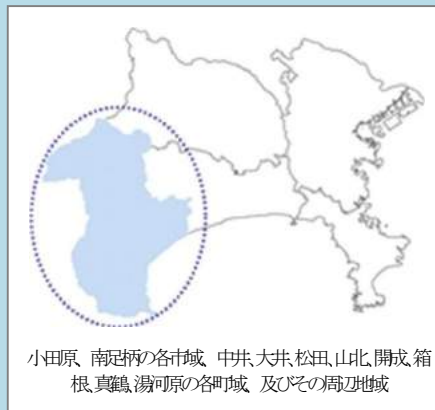 小田原、南足柄の各市域、中井、大井、松田、山北、開成、箱
根、真鶴、湯河原の各町域、及びその周辺地域